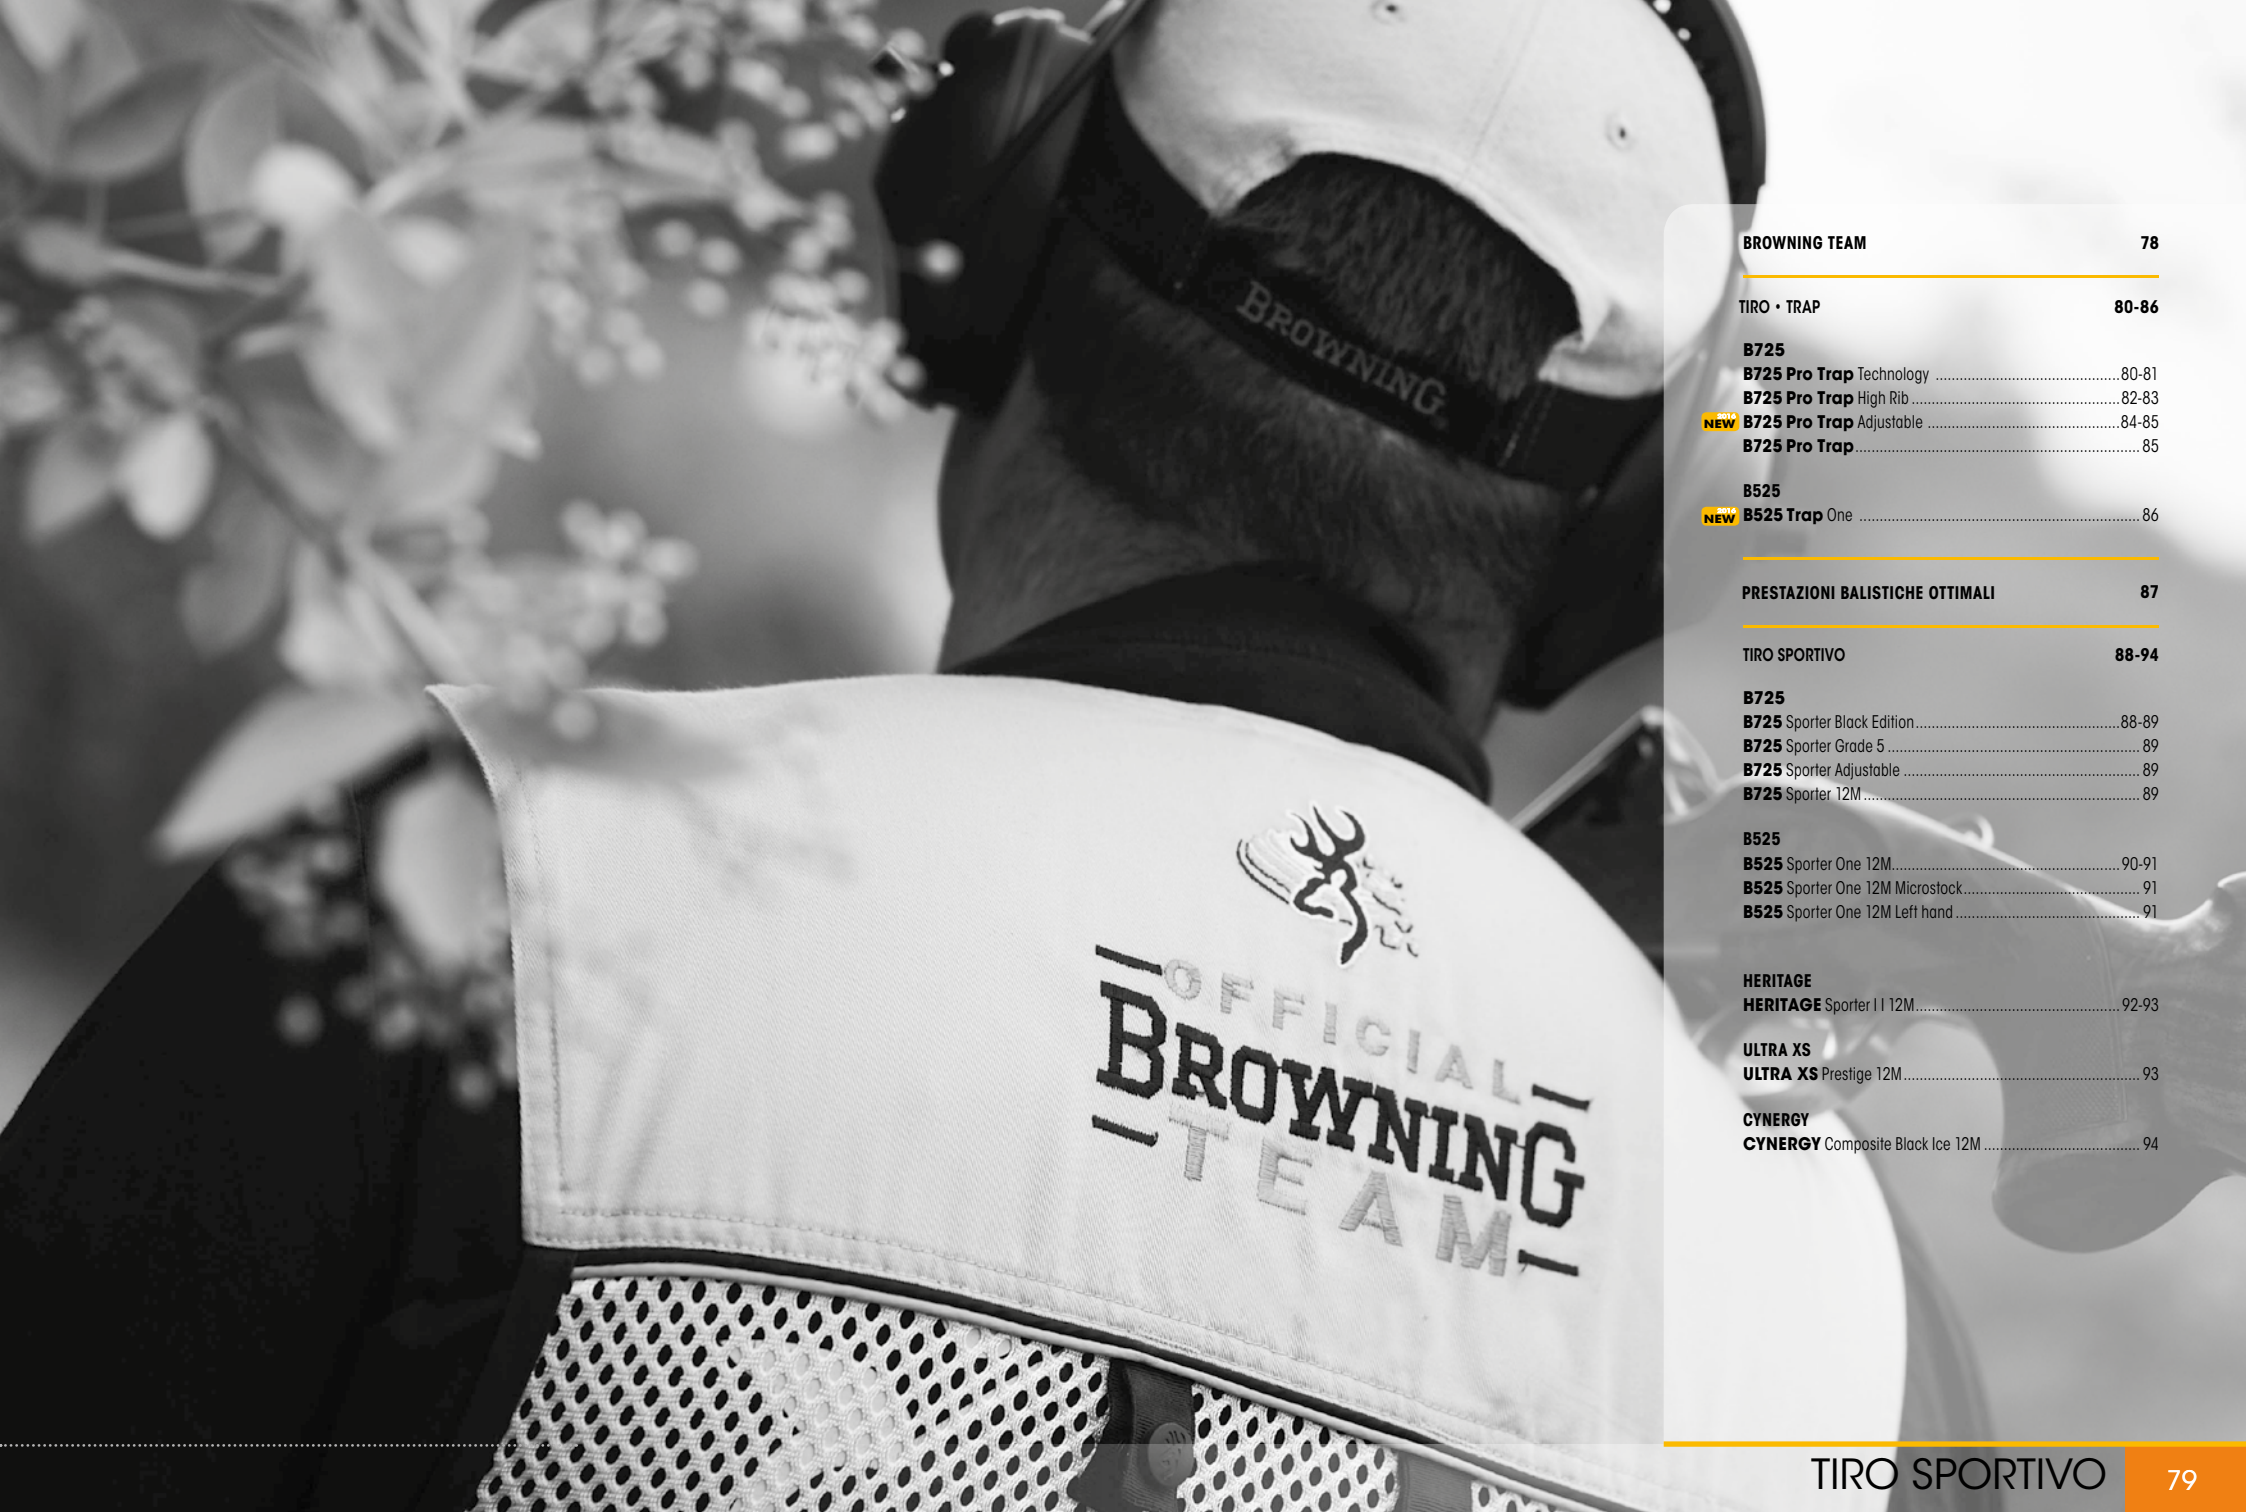 BROWNING
OFFICIAL
BROWNING
TEAM
BROWNING TEAM 78
TIRO • TRAP 80-86
B725
B725 Pro Trap Technology ..............................................80-81
B725 Pro Trap High Rib ....................................................82-83
2016 NEW B725 Pro Trap Adjustable ................................................84-85
B725 Pro Trap....................................................................... 85
B525
2016 NEW B525 Trap One ...................................................................... 86
PRESTAZIONI BALISTICHE OTTIMALI 87
TIRO SPORTIVO 88-94
B725
B725 Sporter Black Edition...................................................88-89
B725 Sporter Grade 5 ............................................................... 89
B725 Sporter Adjustable ........................................................... 89
B725 Sporter 12M ..................................................................... 89
B525
B525 Sporter One 12M.........................................................90-91
B525 Sporter One 12M Microstock............................................ 91
B525 Sporter One 12M Left hand .............................................. 91
HERITAGE
HERITAGE Sporter I I 12M...................................................92-93
ULTRA XS
ULTRA XS Prestige 12M ........................................................... 93
CYNERGY
CYNERGY Composite Black Ice 12M ....................................... 94
TIRO SPORTIVO 79